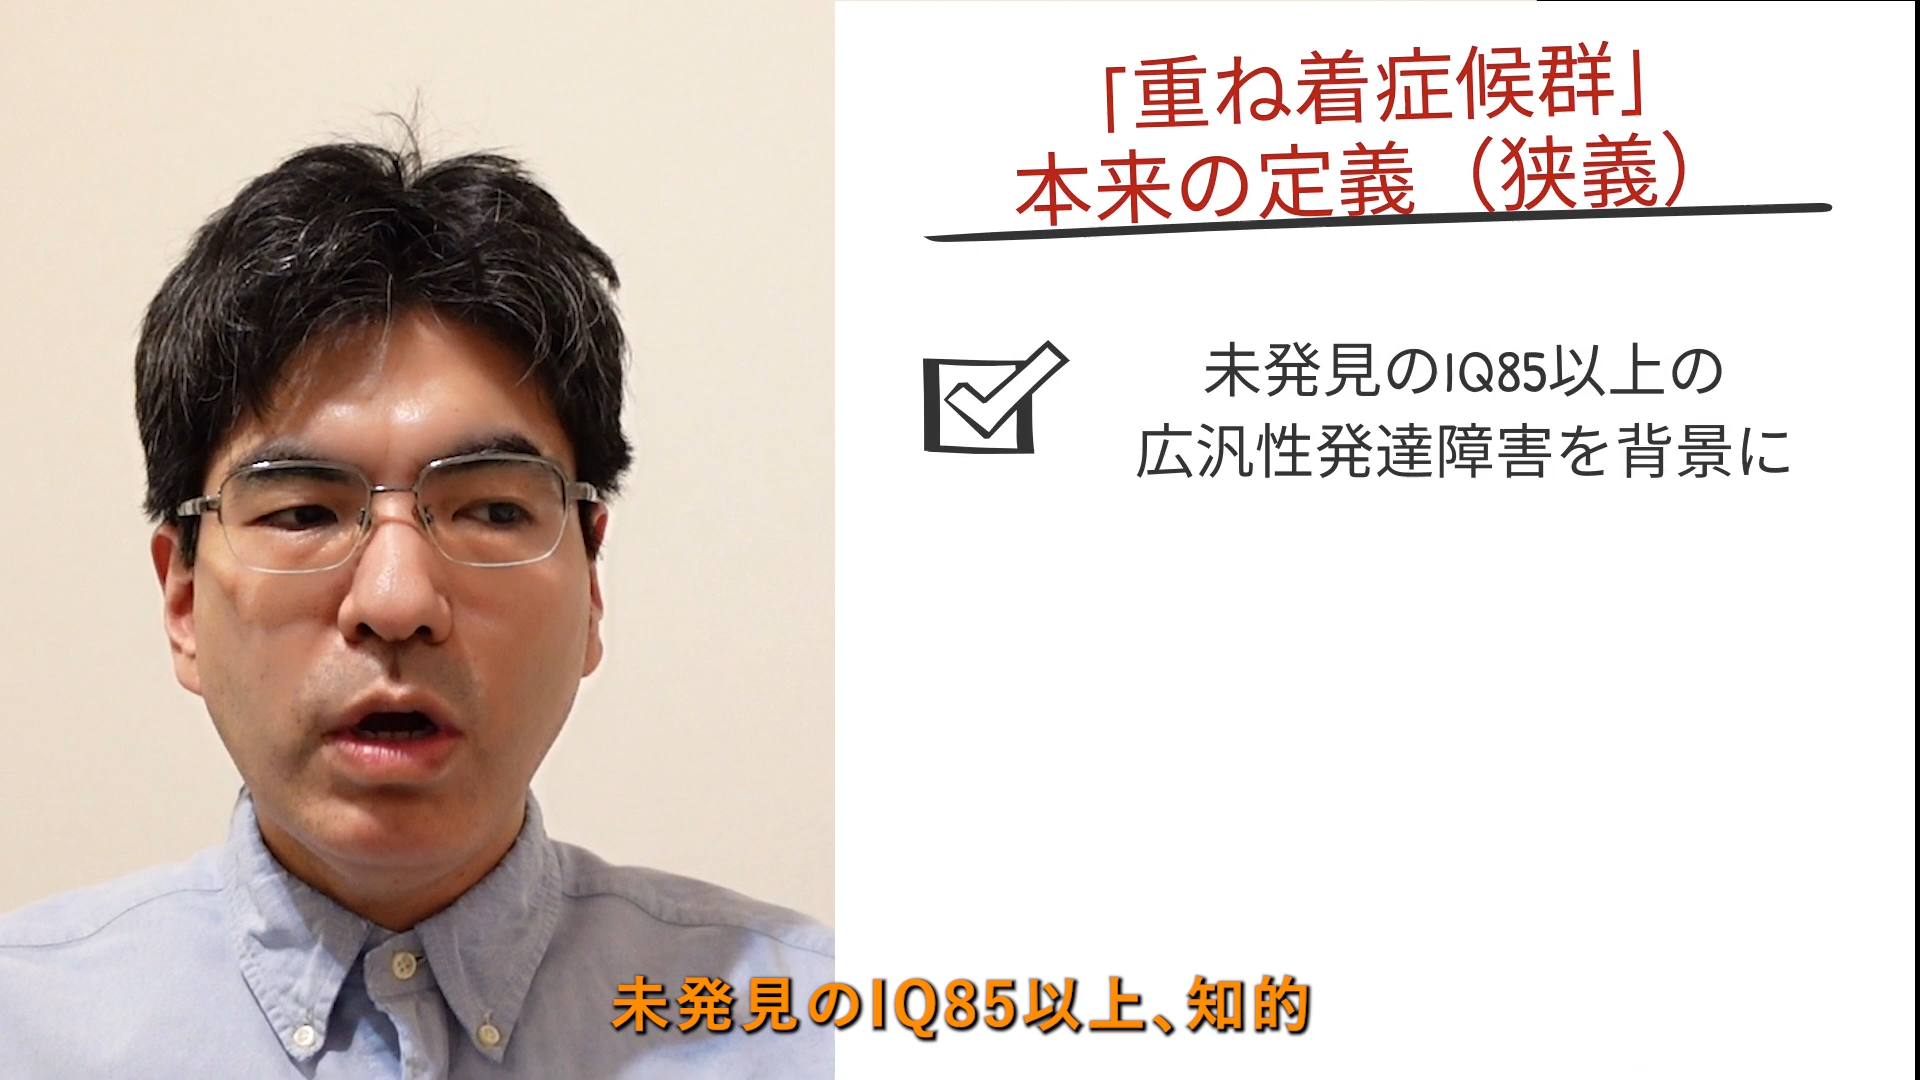 「重ね着症候群」
本来の定義（狭義）
未発見のIQ85以上の
広汎性発達障害を背景に
未発見のIQ85以上、知的